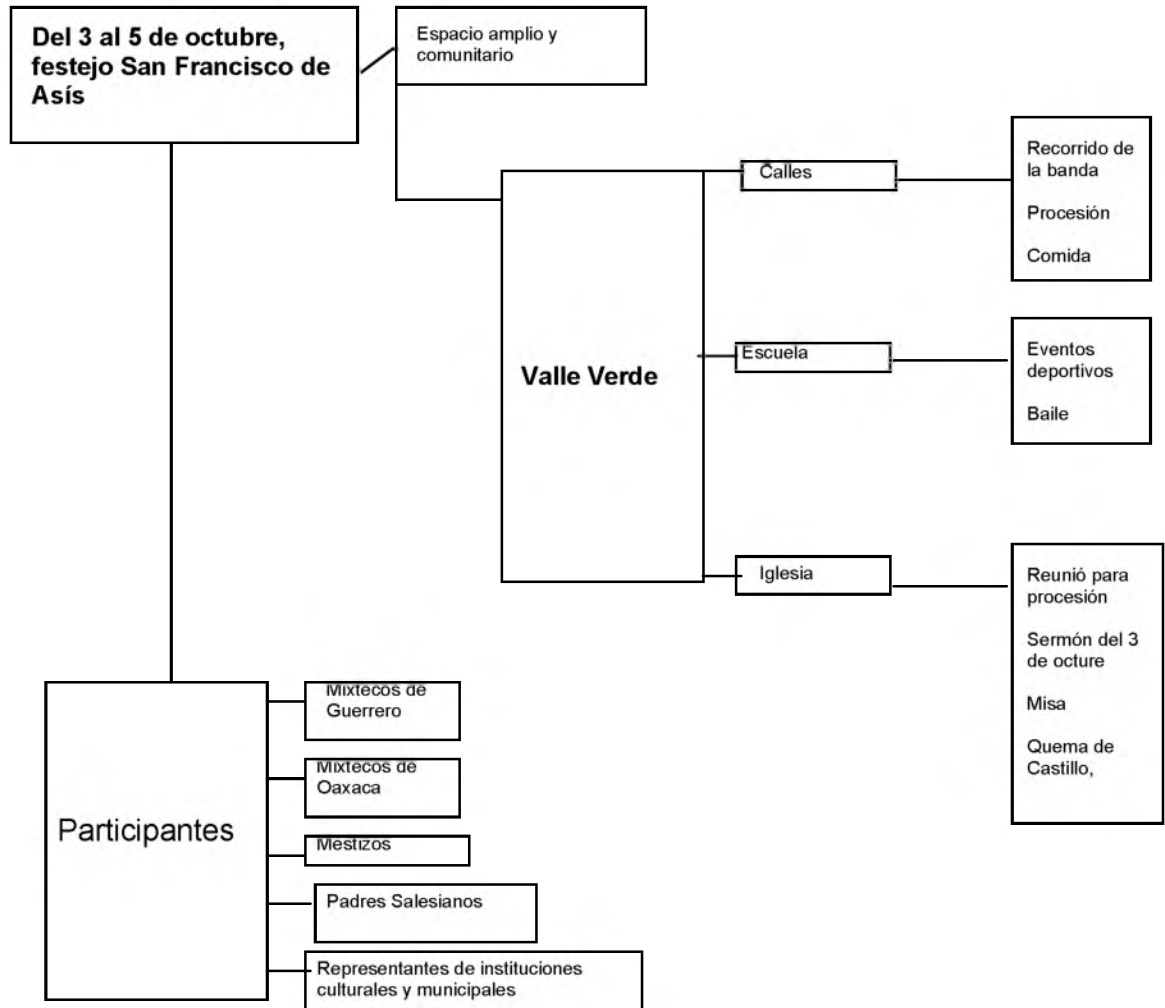 Del 3 al 5 de octubre,
festejo San Francisco de
Asís
Espacio amplio y
comunitario
Valle Verde
Calles
Recorrido de
la banda
Procesión
Comida
Escuela
Eventos
deportivos
Baile
Iglesia
Reunió para
procesión
Sermón del 3
de octure
Misa
Quema de
Castillo,
Participantes
Mixtecos de
Guerrero
Mixtecos de
Oaxaca
Mestizos
Padres Salesianos
Representantes de instituciones
culturales y municipales